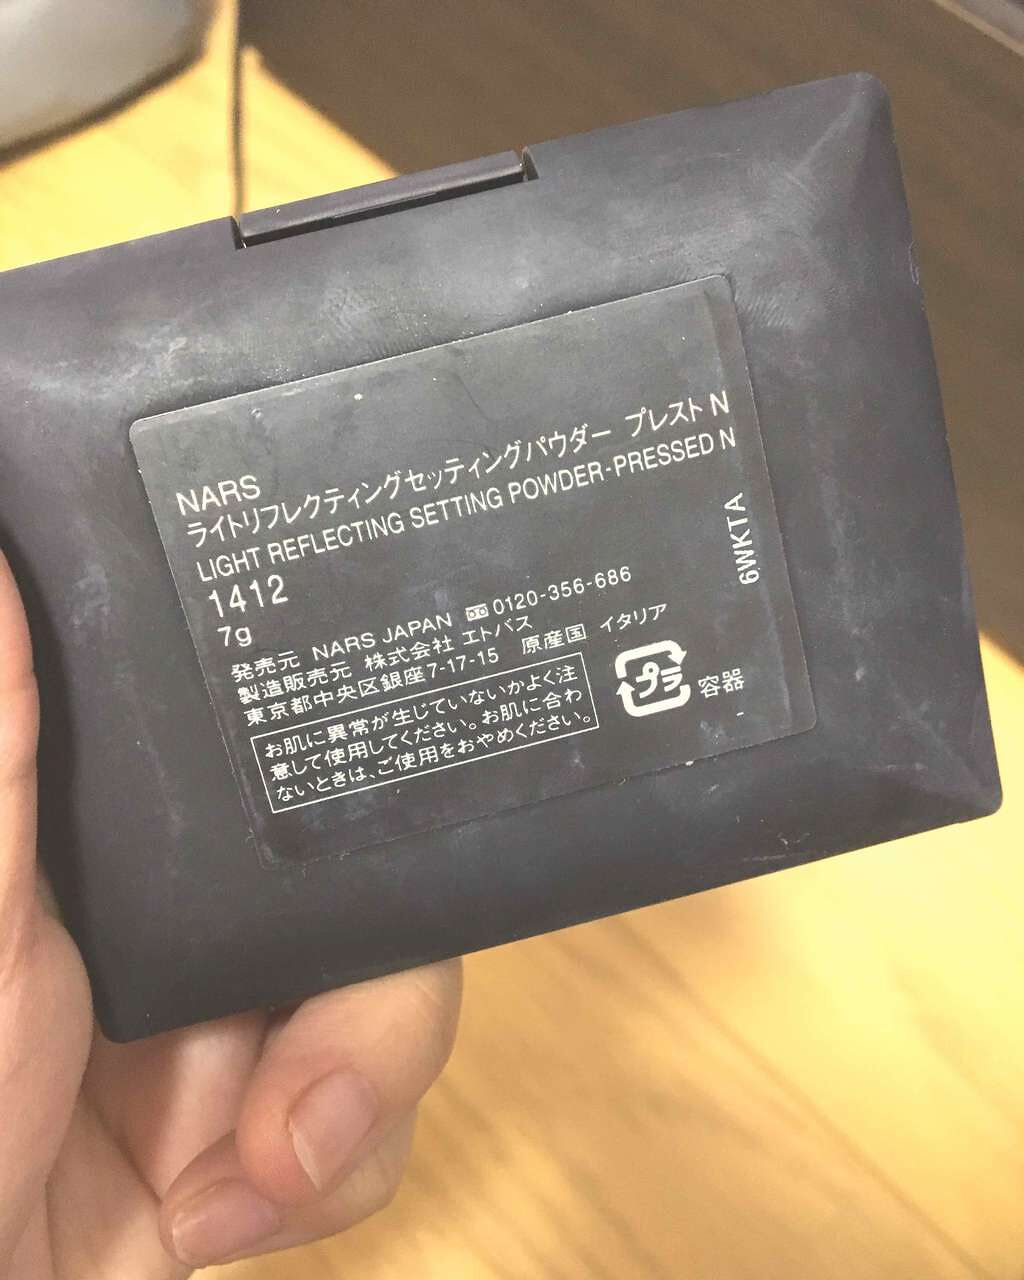 NARS
ライトリフレクティングセッティングパウダー プレスト N
LIGHT REFLECTING SETTING POWDER-PRESSED N
1412
7g
発売元 NARS JAPAN 0120-356-686
製造販売元 株式会社 エトバス
東京都中央区銀座7-17-15 原産国 イタリア
お肌に異常が生じていないかよく注
意して使用してください。お肌に合わ
ないときは、ご使用をおやめください。
プラ
容器
6WKTA